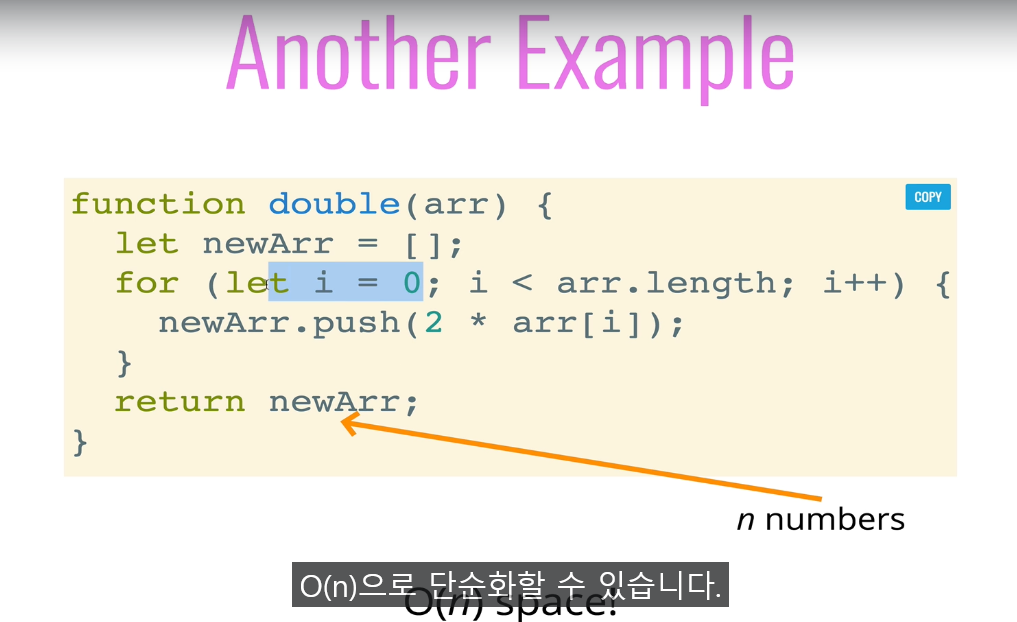 Another Example
COPY
function double(arr) {
  let newArr = [];
  for (let i = 0; i < arr.length; i++) {
    newArr.push(2 * arr[i]);
  }
  return newArr;
}
n numbers
O(n)으로 단순화할 수 있습니다.
O(n) space!